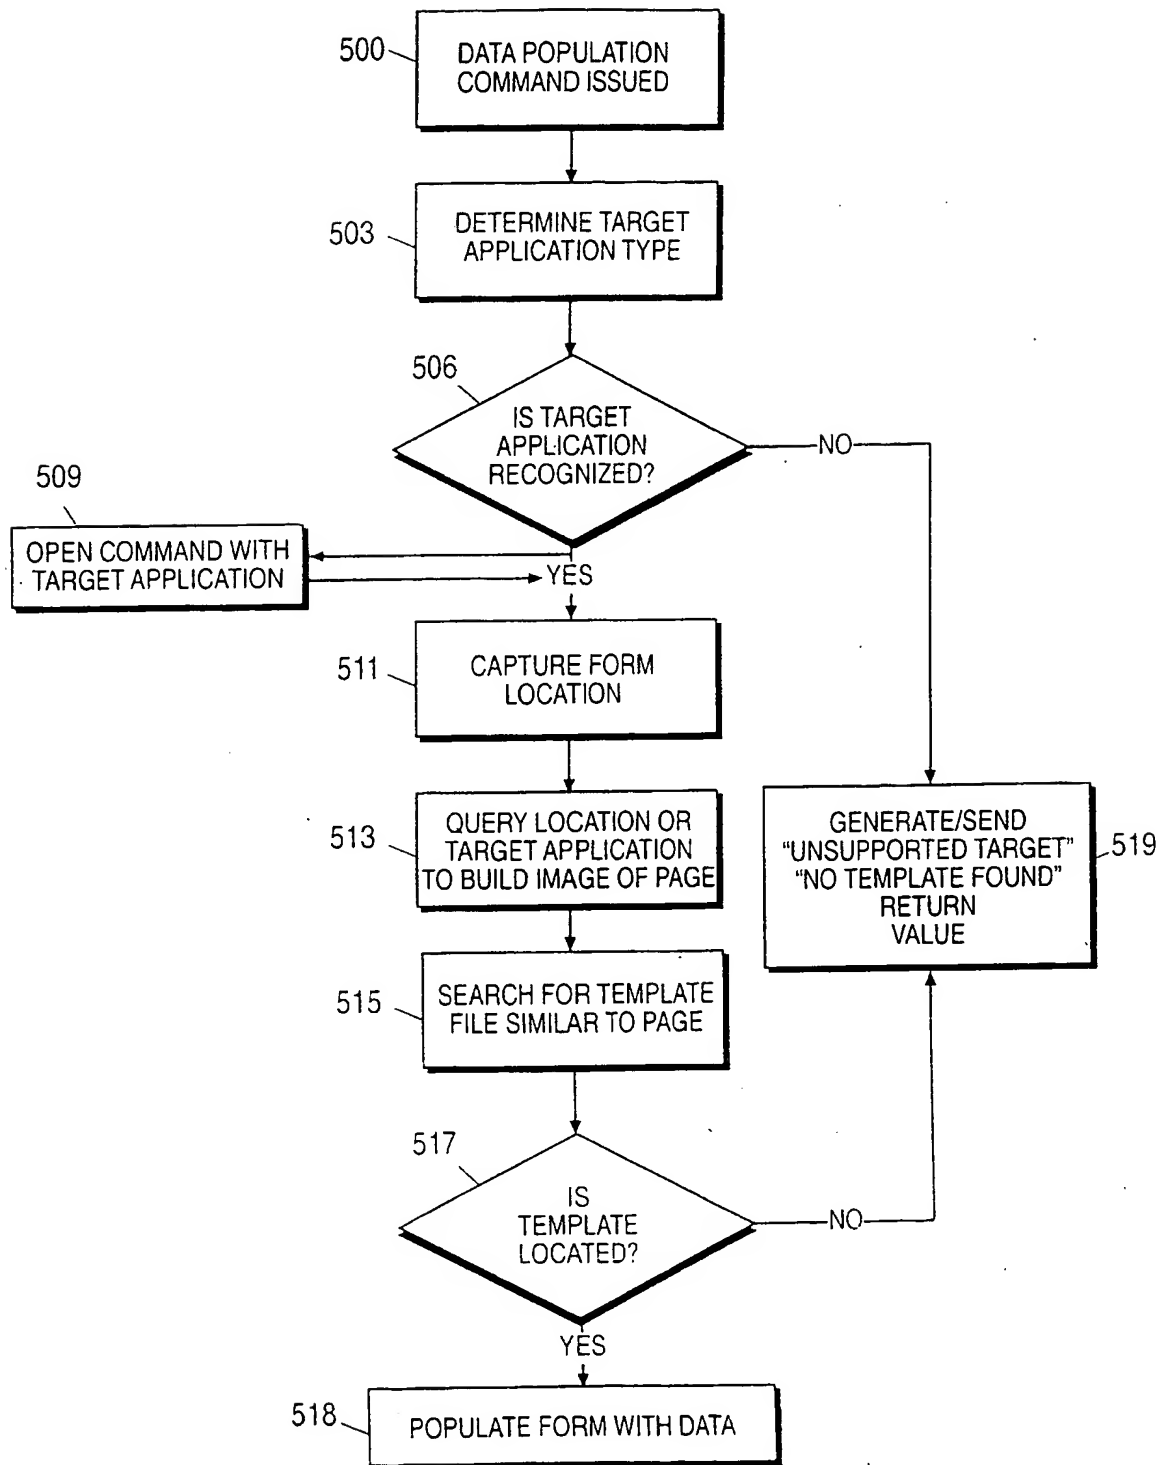 500
DATA POPULATION
COMMAND ISSUED
503
DETERMINE TARGET
APPLICATION TYPE
506
IS TARGET
APPLICATION
RECOGNIZED?
NO
509
OPEN COMMAND WITH
TARGET APPLICATION
YES
511
CAPTURE FORM
LOCATION
513
QUERY LOCATION OR
TARGET APPLICATION
TO BUILD IMAGE OF PAGE
GENERATE/SEND
“UNSUPPORTED TARGET”
“NO TEMPLATE FOUND”
RETURN
VALUE
519
515
SEARCH FOR TEMPLATE
FILE SIMILAR TO PAGE
517
IS
TEMPLATE
LOCATED?
NO
YES
518
POPULATE FORM WITH DATA